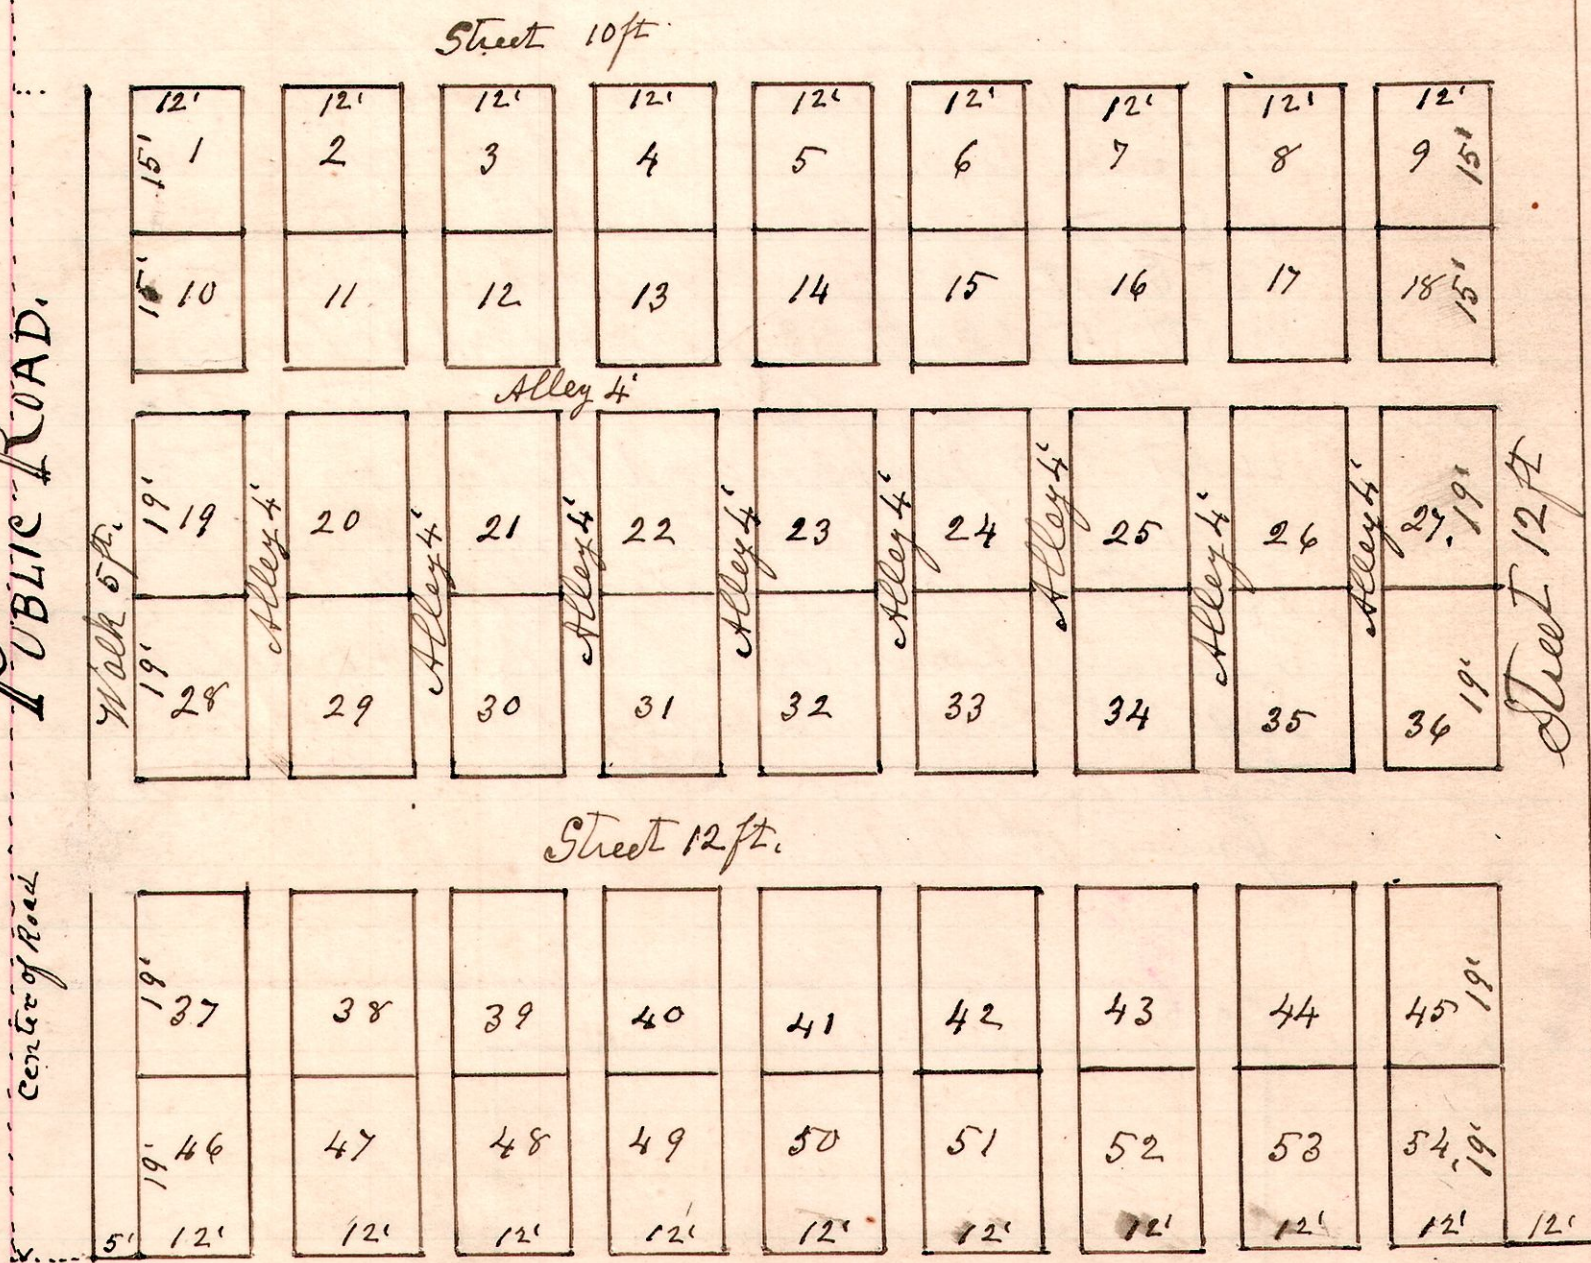 Street 10ft
12' 12' 12' 12' 12' 12' 12' 12' 12'
15' 1 2 3 4 5 6 7 8 9 15'
15' 10 11 12 13 14 15 16 17 18 15'
Alley 4'
PUBLIC ROAD.
Walk 5ft.
19' 19 20 21 22 23 24 25 26 27. 19'
Alley 4' Alley 4' Alley 4' Alley 4' Alley 4' Alley 4' Alley 4' Alley 4'
19' 28 29 30 31 32 33 34 35 36 19'
Street 12ft
Street 12ft.
Center of Road
19' 37 38 39 40 41 42 43 44 45 19'
19' 46 47 48 49 50 51 52 53 54. 19'
5' 12' 12' 12' 12' 12' 12' 12' 12' 12' 12'